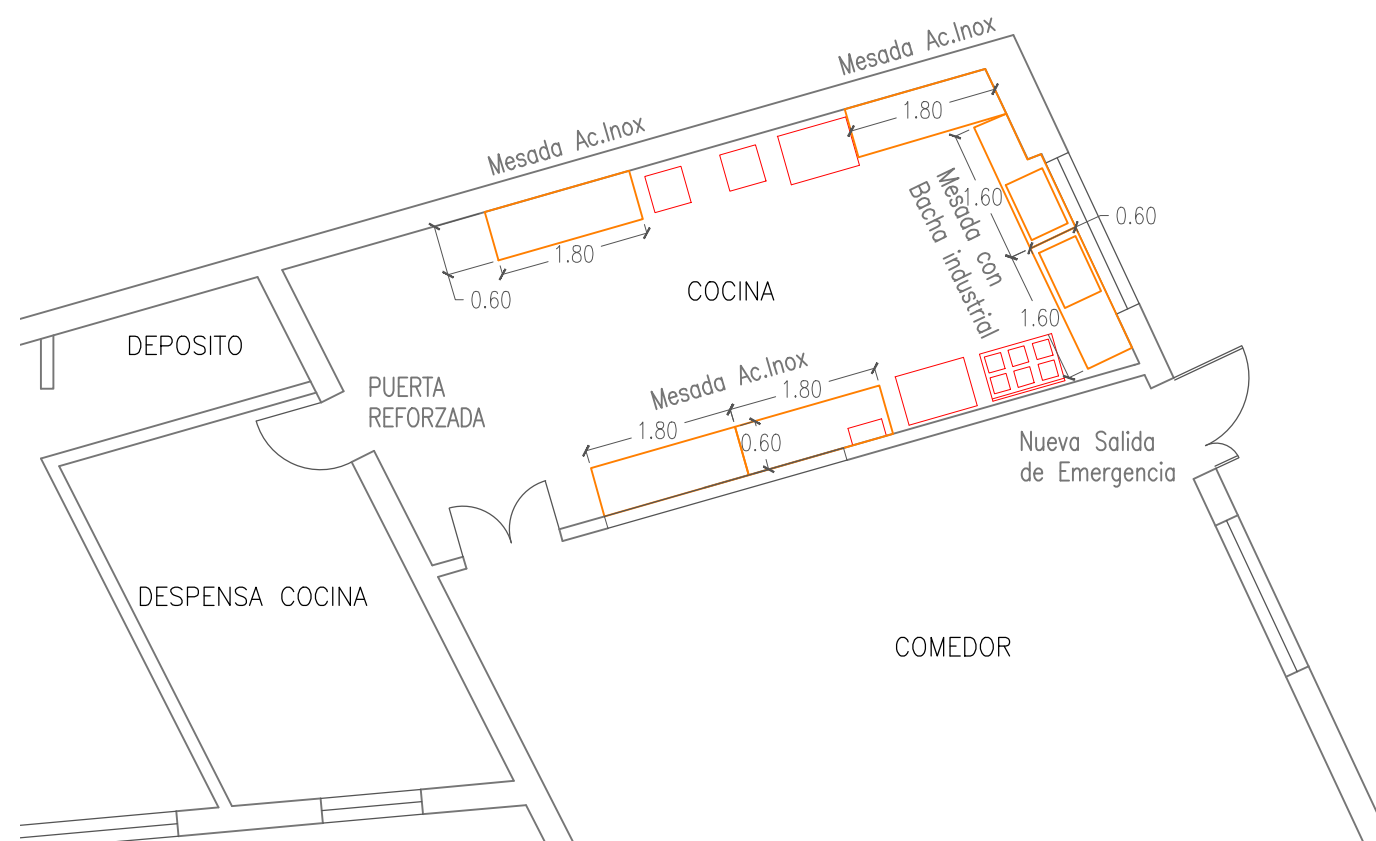 Mesada Ac.Inox
1.80
Mesada Ac.Inox
1.80
0.60
Mesada con
Bacha industrial
1.60
0.60
1.60
COCINA
DEPOSITO
PUERTA
REFORZADA
Mesada Ac.Inox
1.80
1.80
0.60
Nueva Salida
de Emergencia
DESPENSA COCINA
COMEDOR